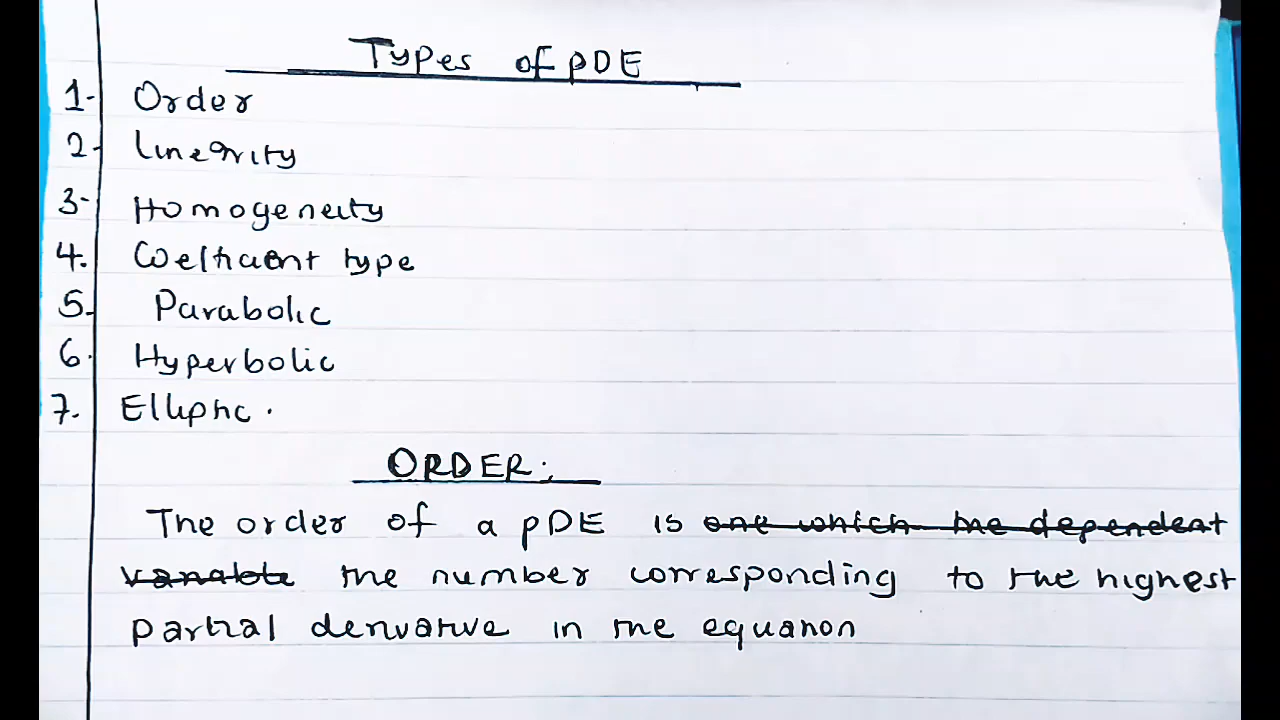 Types of PDE
1- Order
2- Linearity
3- Homogeneity
4. Coefficient type
5. Parabolic
6. Hyperbolic
7. Elliptic .
ORDER:
The order of a PDE is one which the dependent
variable the number corresponding to the highest
partial derivative in the equation